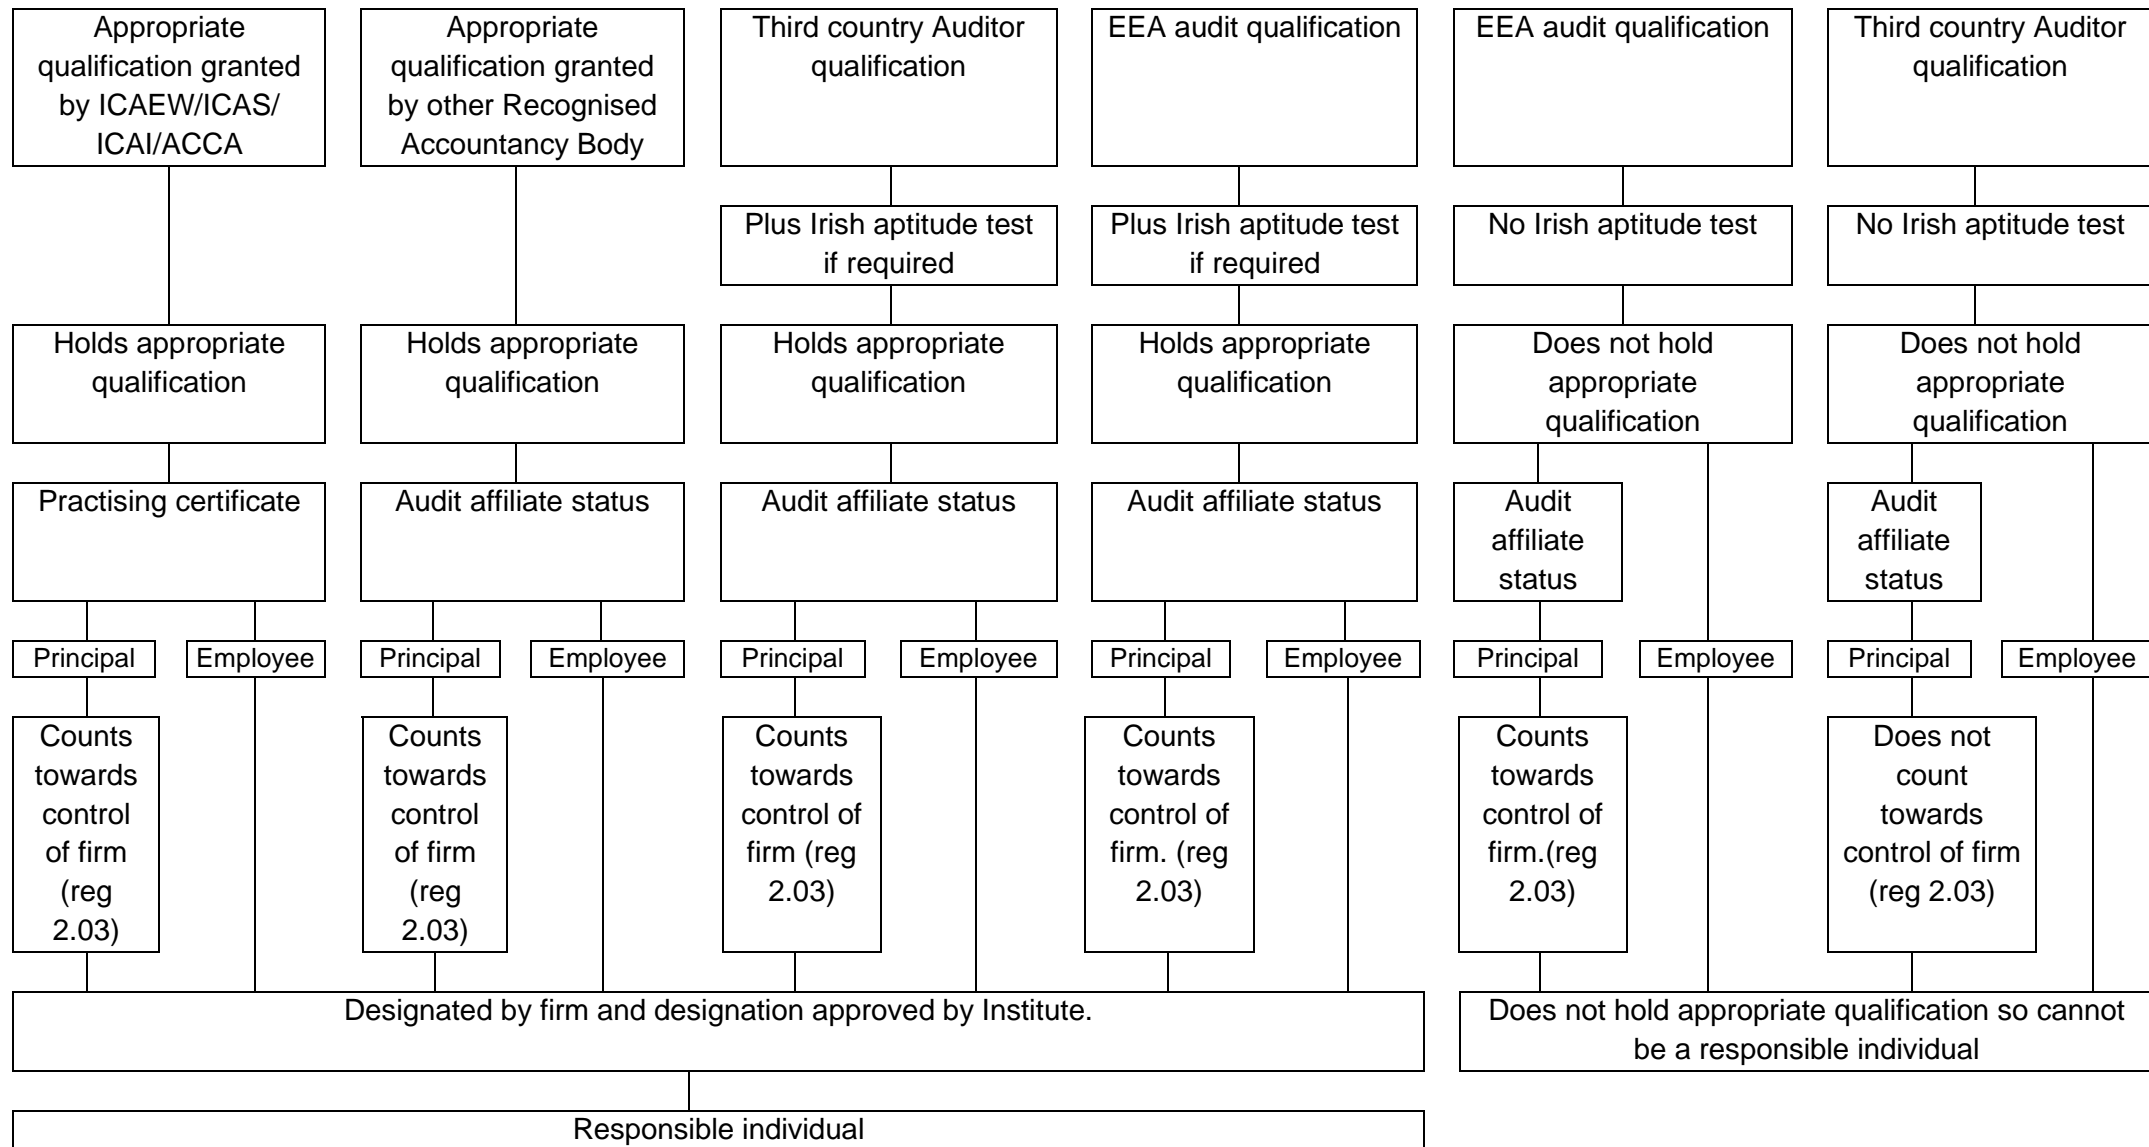 Appropriate
qualification granted
by ICAEW/ICAS/
ICAI/ACCA
Appropriate
qualification granted
by other Recognised
Accountancy Body
Third country Auditor
qualification
EEA audit qualification
EEA audit qualification
Third country Auditor
qualification
Plus Irish aptitude test
if required
Plus Irish aptitude test
if required
No Irish aptitude test
No Irish aptitude test
Holds appropriate
qualification
Holds appropriate
qualification
Holds appropriate
qualification
Holds appropriate
qualification
Does not hold
appropriate
qualification
Does not hold
appropriate
qualification
Practising certificate
Audit affiliate status
Audit affiliate status
Audit affiliate status
Audit
affiliate
status
Audit
affiliate
status
Principal
Employee
Principal
Employee
Principal
Employee
Principal
Employee
Principal
Employee
Principal
Employee
Counts
towards
control
of firm
(reg
2.03)
Counts
towards
control
of firm
(reg
2.03)
Counts
towards
control of
firm (reg
2.03)
Counts
towards
control of
firm. (reg
2.03)
Counts
towards
control of
firm.(reg
2.03)
Does not
count
towards
control of firm
(reg 2.03)
Designated by firm and designation approved by Institute.
Does not hold appropriate qualification so cannot
be a responsible individual
Responsible individual